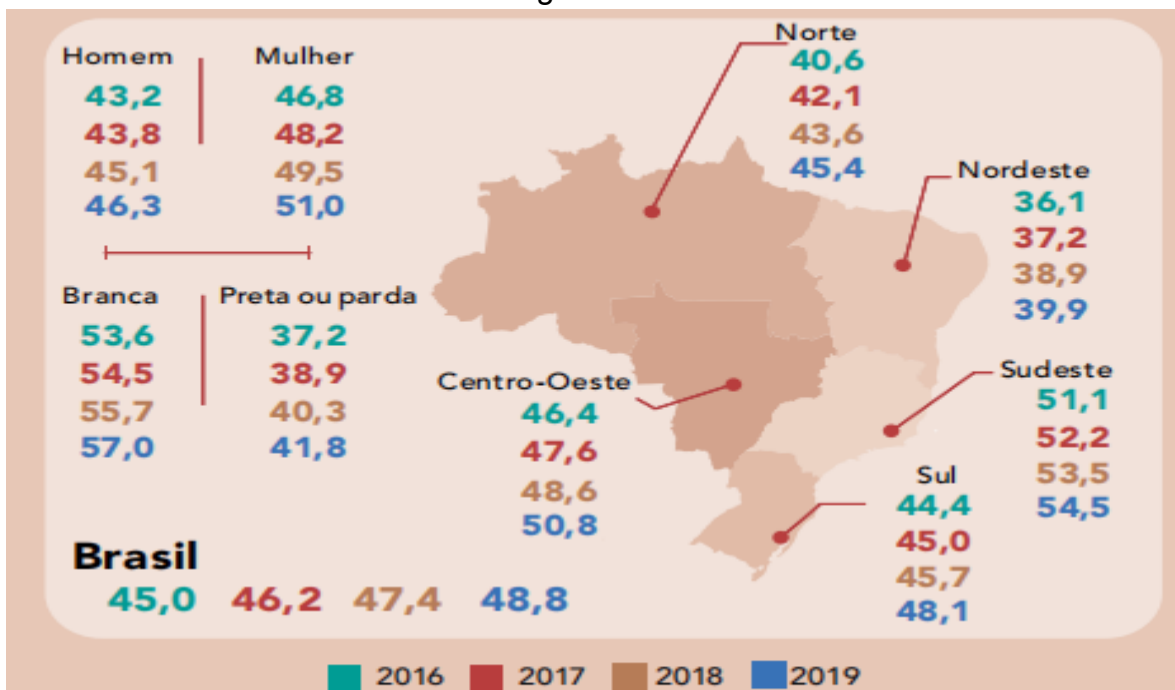 Homem Mulher
43,2 46,8
43,8 48,2
45,1 49,5
46,3 51,0
Branca Preta ou parda
53,6 37,2
54,5 38,9
55,7 40,3
57,0 41,8
Norte
40,6
42,1
43,6
45,4
Nordeste
36,1
37,2
38,9
39,9
Centro-Oeste
46,4
47,6
48,6
50,8
Sudeste
51,1
52,2
53,5
54,5
Sul
44,4
45,0
45,7
48,1
Brasil
45,0 46,2 47,4 48,8
2016 2017 2018 2019